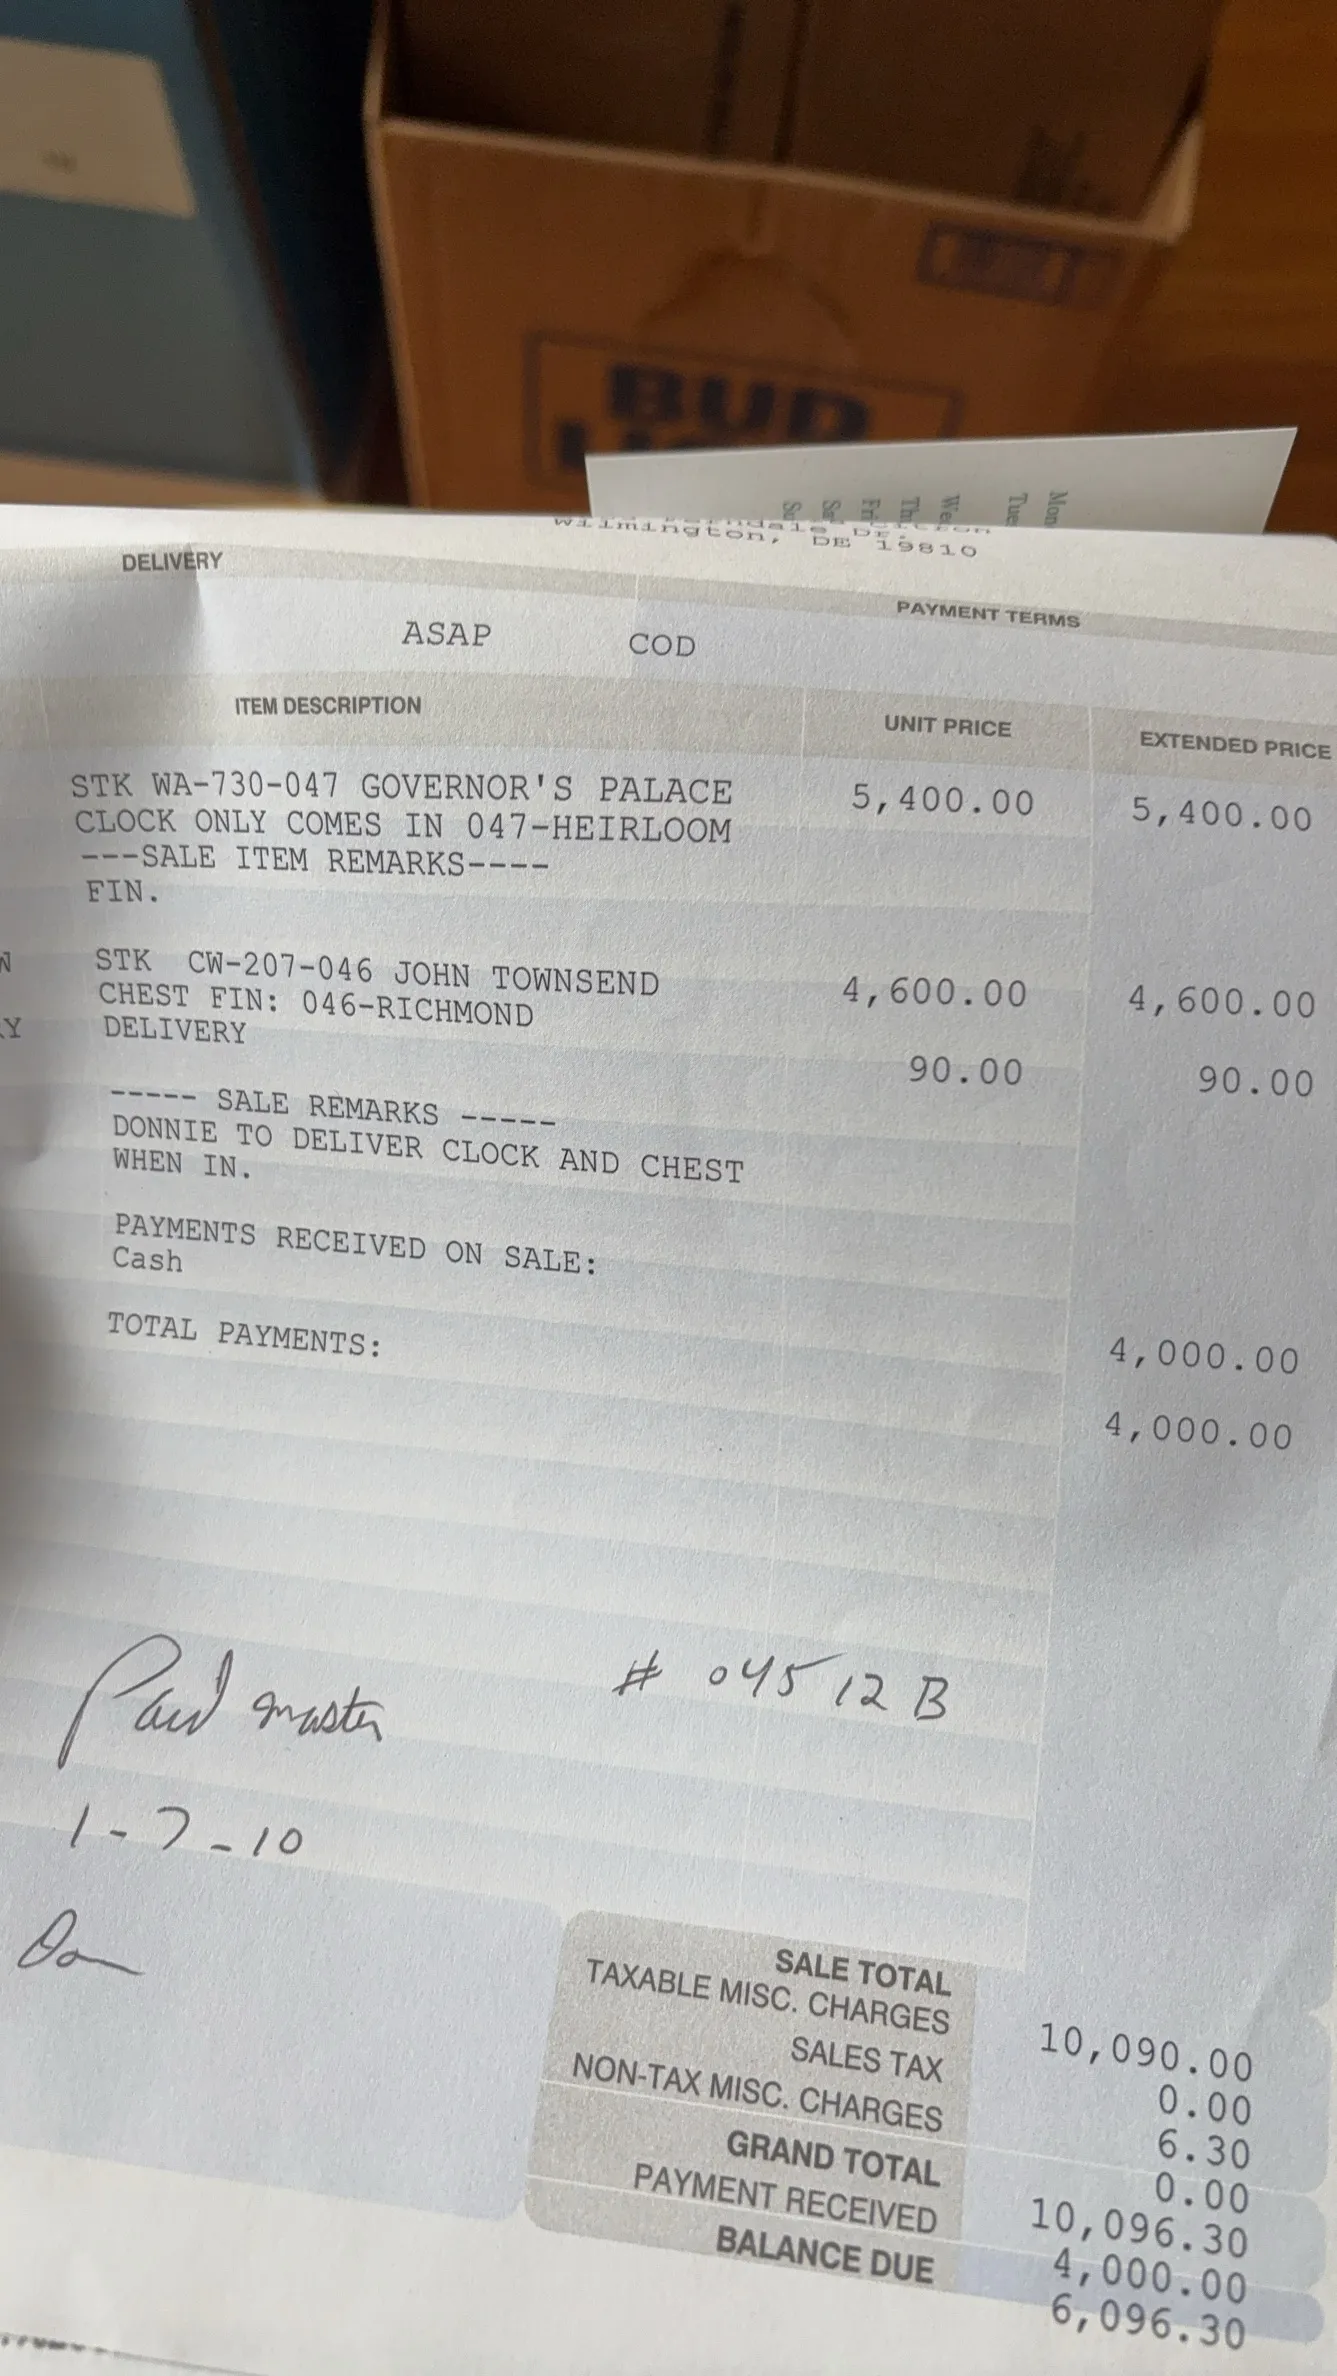 BUD
Mon
Tue
Wilmington, DE 19810
DELIVERY
PAYMENT TERMS
ASAP COD
ITEM DESCRIPTION UNIT PRICE EXTENDED PRICE
STK WA-730-047 GOVERNOR'S PALACE 5,400.00 5,400.00
CLOCK ONLY COMES IN 047-HEIRLOOM
---SALE ITEM REMARKS----
FIN.
STK CW-207-046 JOHN TOWNSEND 4,600.00 4,600.00
CHEST FIN: 046-RICHMOND
DELIVERY 90.00 90.00
----- SALE REMARKS -----
DONNIE TO DELIVER CLOCK AND CHEST
WHEN IN.
PAYMENTS RECEIVED ON SALE:
Cash 4,000.00
TOTAL PAYMENTS: 4,000.00
Paid master # 04512B
1-7-10
SALE TOTAL 10,090.00
TAXABLE MISC. CHARGES 0.00
SALES TAX 6.30
NON-TAX MISC. CHARGES 0.00
GRAND TOTAL 10,096.30
PAYMENT RECEIVED 4,000.00
BALANCE DUE 6,096.30